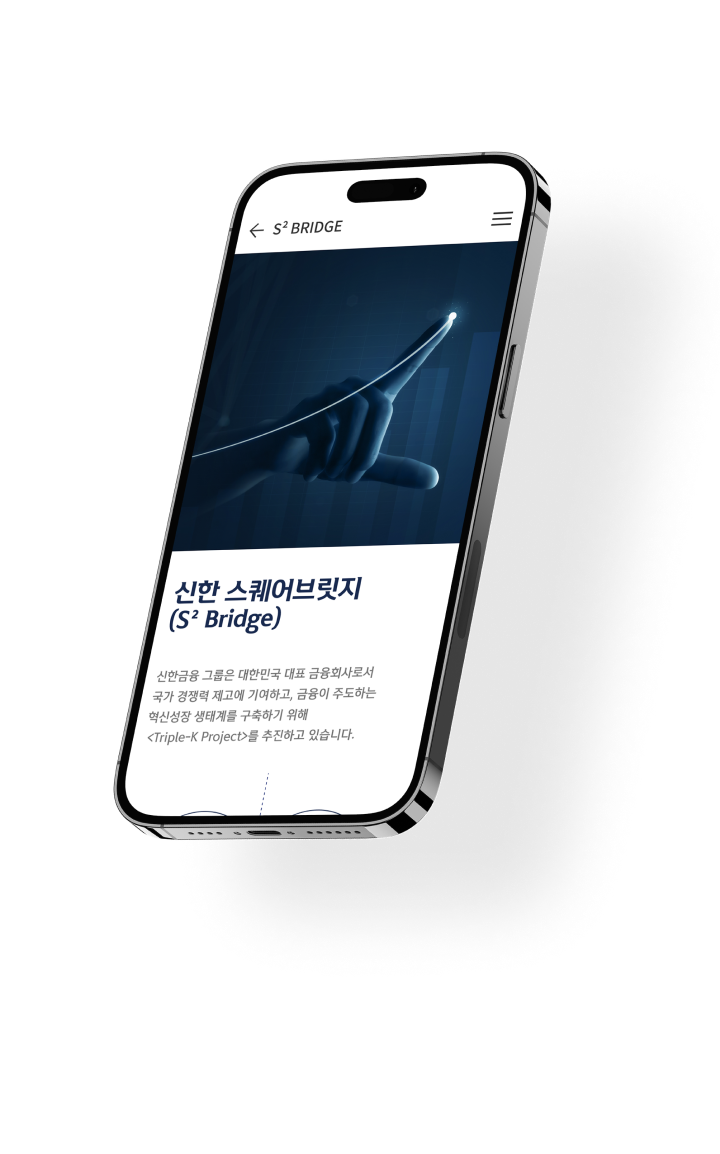 S² BRIDGE
신한 스퀘어브릿지
(S² Bridge)
신한금융 그룹은 대한민국 대표 금융회사로서
국가 경쟁력 제고에 기여하고, 금융이 주도하는
혁신성장 생태계를 구축하기 위해
<Triple-K Project>를 추진하고 있습니다.